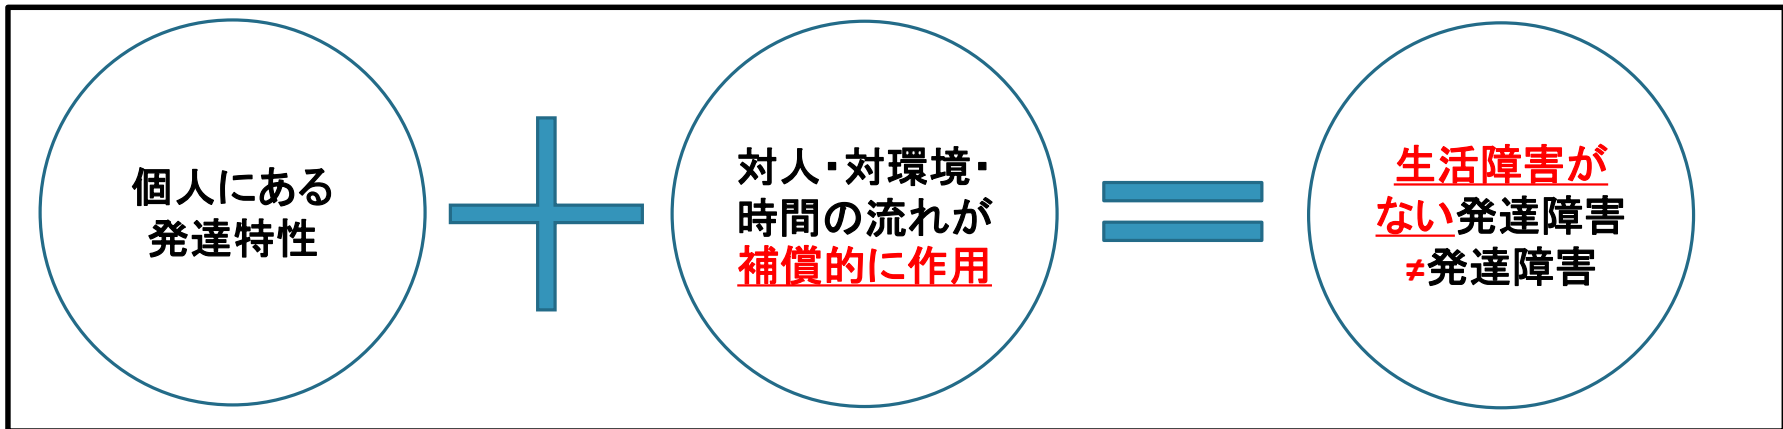 個人にある
発達特性
対人・対環境・
時間の流れが
補償的に作用
生活障害が
ない発達障害
≠発達障害